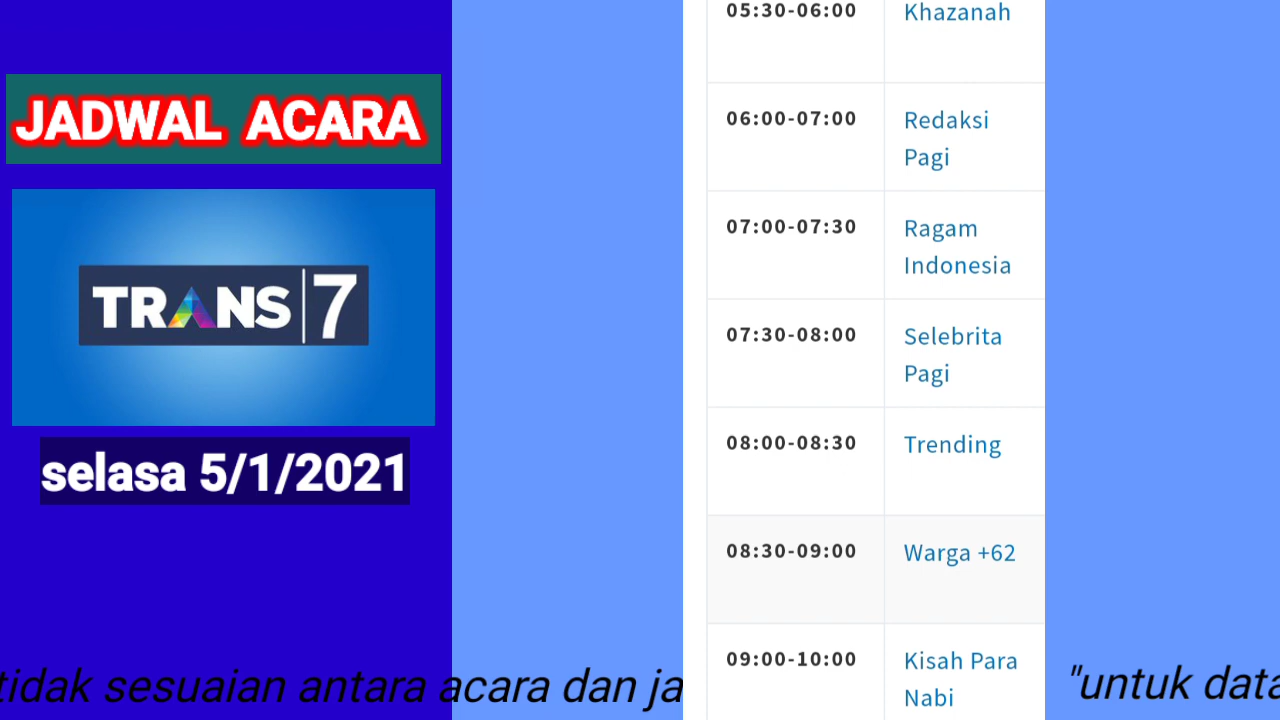 JADWAL ACARA
TRANS|7
selasa 5/1/2021
05:30-06:00 Khazanah
06:00-07:00 Redaksi
Pagi
07:00-07:30 Ragam
Indonesia
07:30-08:00 Selebrita
Pagi
08:00-08:30 Trending
08:30-09:00 Warga +62
09:00-10:00 Kisah Para
Nabi
tidak sesuaian antara acara dan ja
"untuk data